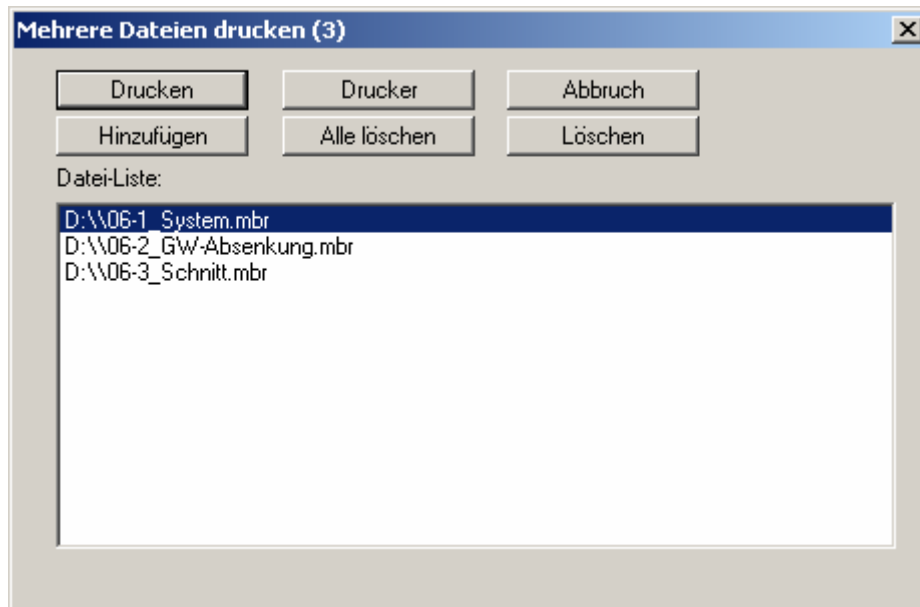 Mehrere Dateien drucken (3)
Drucken Drucker Abbruch
Hinzufügen Alle löschen Löschen
Datei-Liste:
D:\\06-1_System.mbr
D:\\06-2_GW-Absenkung.mbr
D:\\06-3_Schnitt.mbr